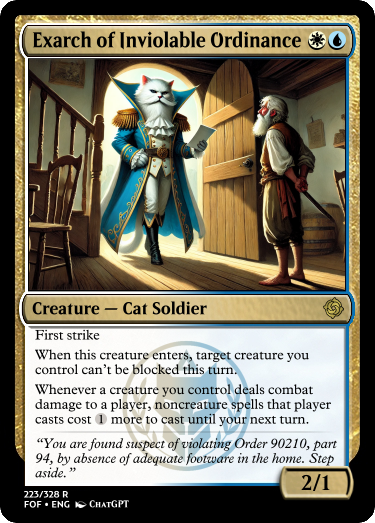 Exarch of Inviolable Ordinance
Creature — Cat Soldier
First strike
When this creature enters, target creature you
control can't be blocked this turn.
Whenever a creature you control deals combat
damage to a player, noncreature spells that player
casts cost 1 more to cast until your next turn.
“You are found suspect of violating Order 90210, part
94, by absence of adequate footware in the home. Step
aside.”
2/1
223/328 R
FOF • ENG ChatGPT